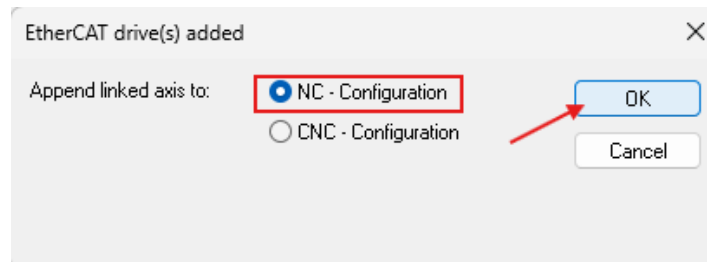 EtherCAT drive(s) added
Append linked axis to:
NC - Configuration
OK
CNC - Configuration
Cancel